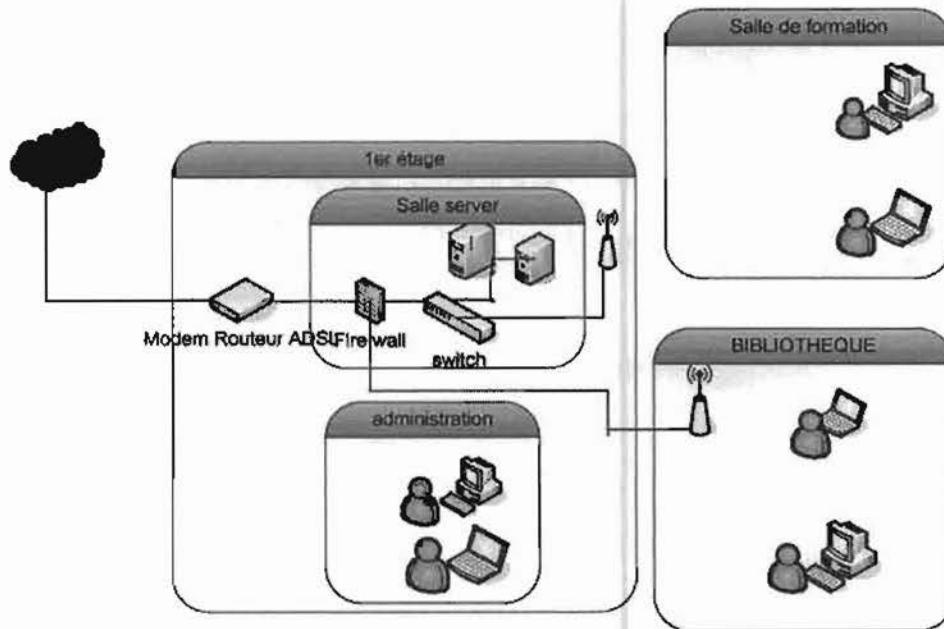 Salle de formation
1er étage
Salle server
Modem Routeur ADSL
Firewall
switch
BIBLIOTHEQUE
administration